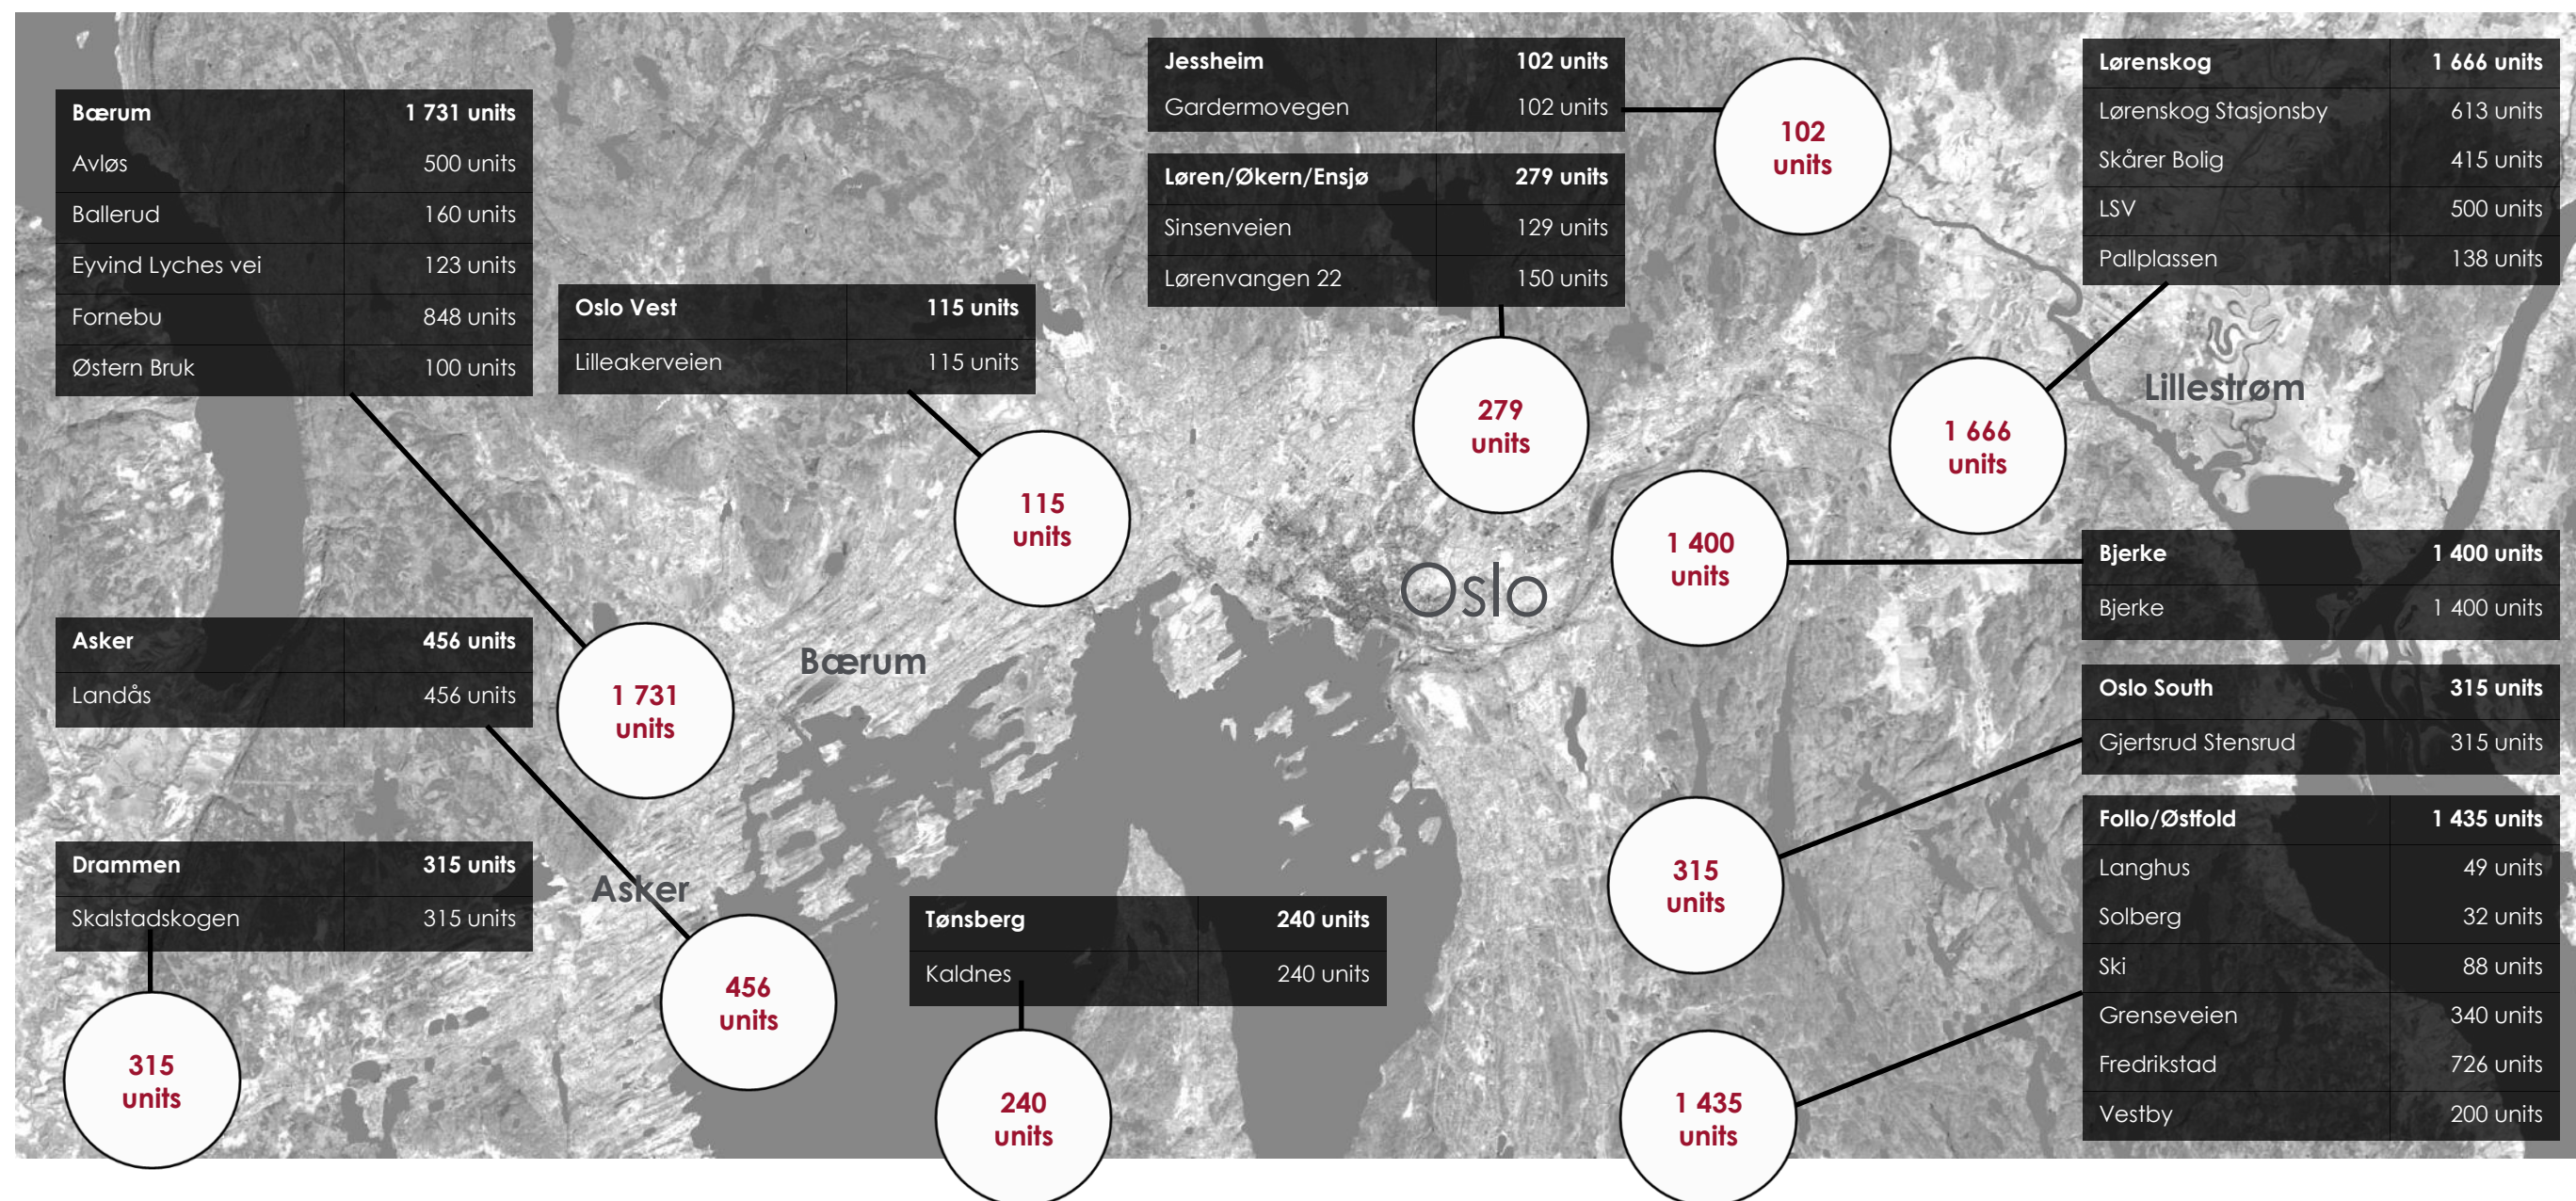 Bærum 1 731 units
Avløs 500 units
Ballerud 160 units
Eyvind Lyches vei 123 units
Fornebu 848 units
Østern Bruk 100 units
Oslo Vest 115 units
Lilleakerveien 115 units
Jessheim 102 units
Gardermovegen 102 units
Løren/Økern/Ensjø 279 units
Sinsenveien 129 units
Lørenvangen 22 150 units
Lørenskog 1 666 units
Lørenskog Stasjonsby 613 units
Skårer Bolig 415 units
LSV 500 units
Pallplassen 138 units
102
units
279
units
1 666
units
Lillestrøm
115
units
1 400
units
Oslo
Bjerke 1 400 units
Bjerke 1 400 units
Asker 456 units
Landås 456 units
1 731
units
Bærum
Oslo South 315 units
Gjertsrud Stensrud 315 units
315
units
Drammen 315 units
Skalstadskogen 315 units
Asker
456
units
315
units
Tønsberg 240 units
Kaldnes 240 units
240
units
Follo/Østfold 1 435 units
Langhus 49 units
Solberg 32 units
Ski 88 units
Grenseveien 340 units
Fredrikstad 726 units
Vestby 200 units
1 435
units